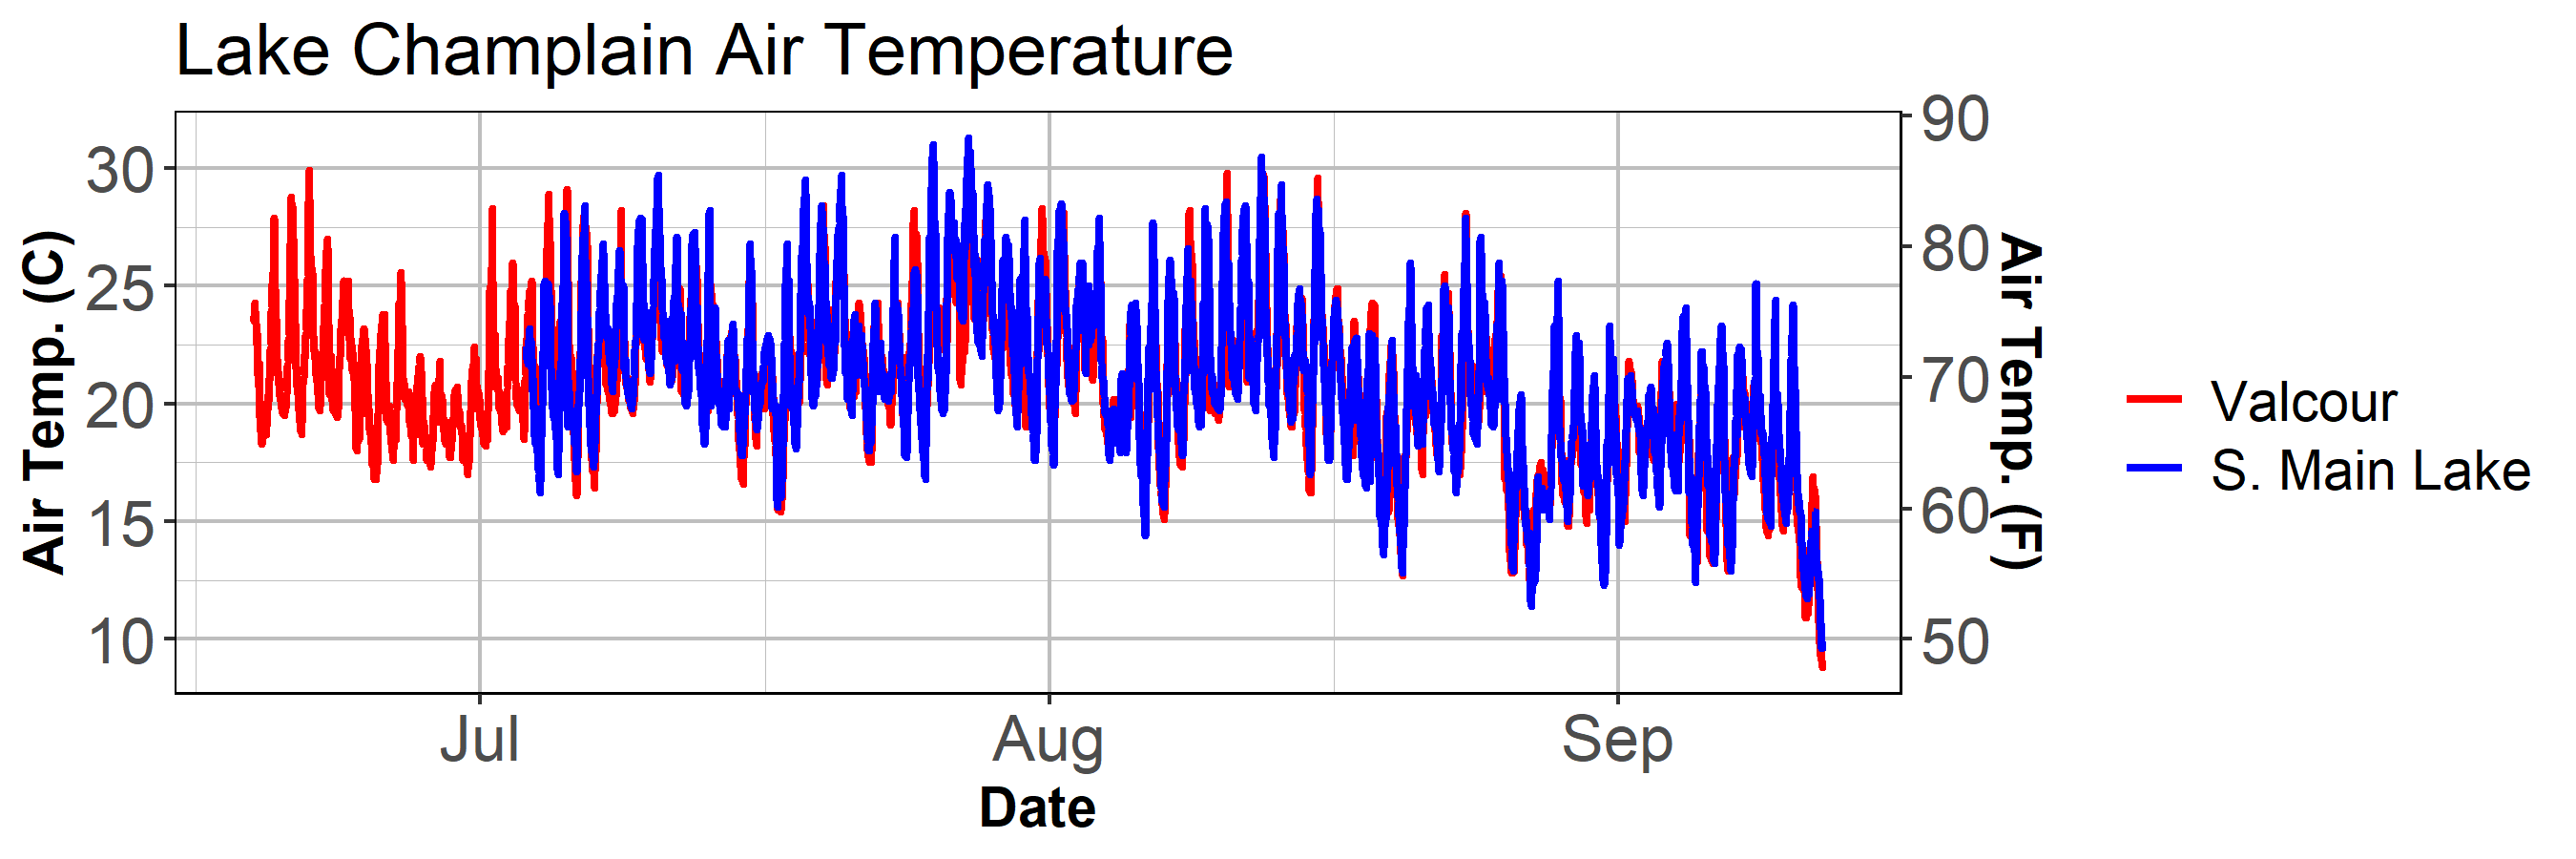 Lake Champlain Air Temperature
Air Temp. (C)
30
25
20
15
10
90
80
70
60
50
Air Temp. (F)
Jul
Aug
Sep
Date
Valcour
S. Main Lake